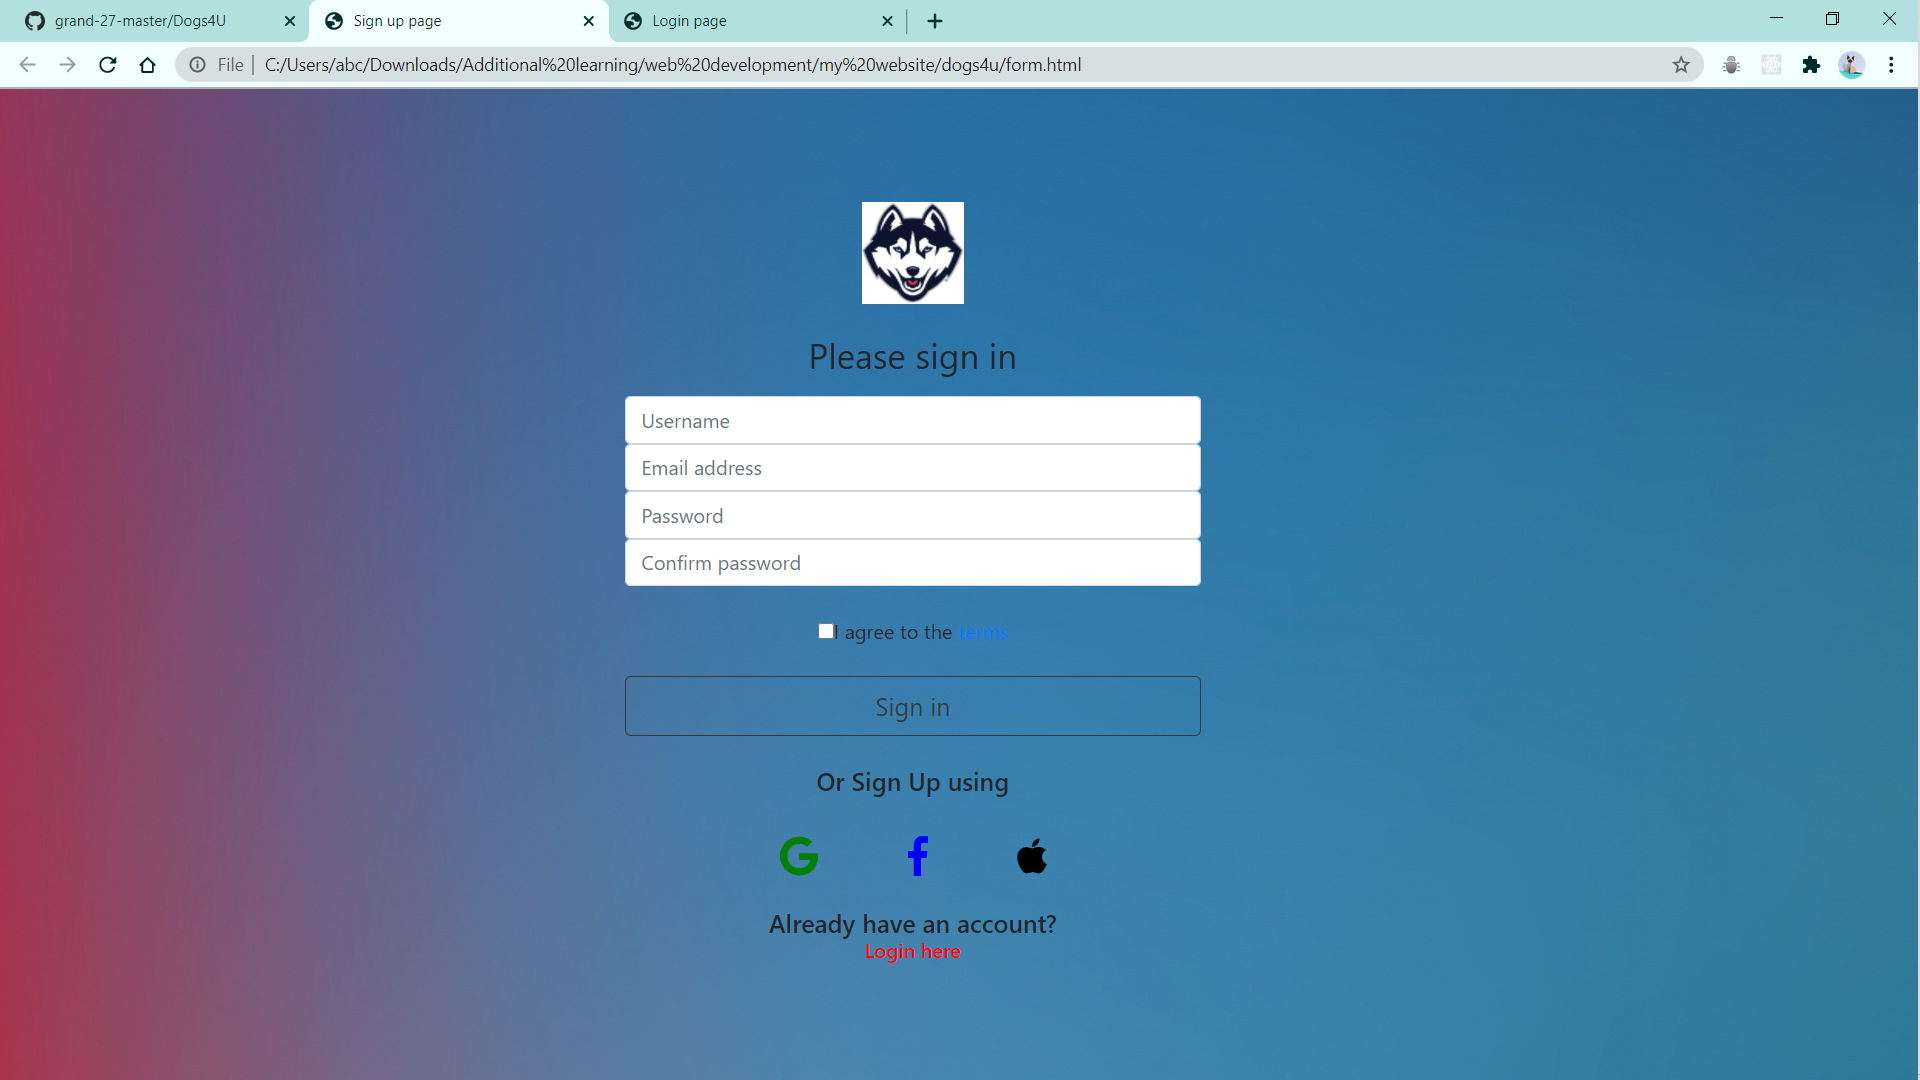 grand-27-master/Dogs4U
Sign up page
Login page
File | C:/Users/abc/Downloads/Additional%20learning/web%20development/my%20website/dogs4u/form.html
Please sign in
Username
Email address
Password
Confirm password
I agree to the terms
Sign in
Or Sign Up using
Already have an account?
Login here